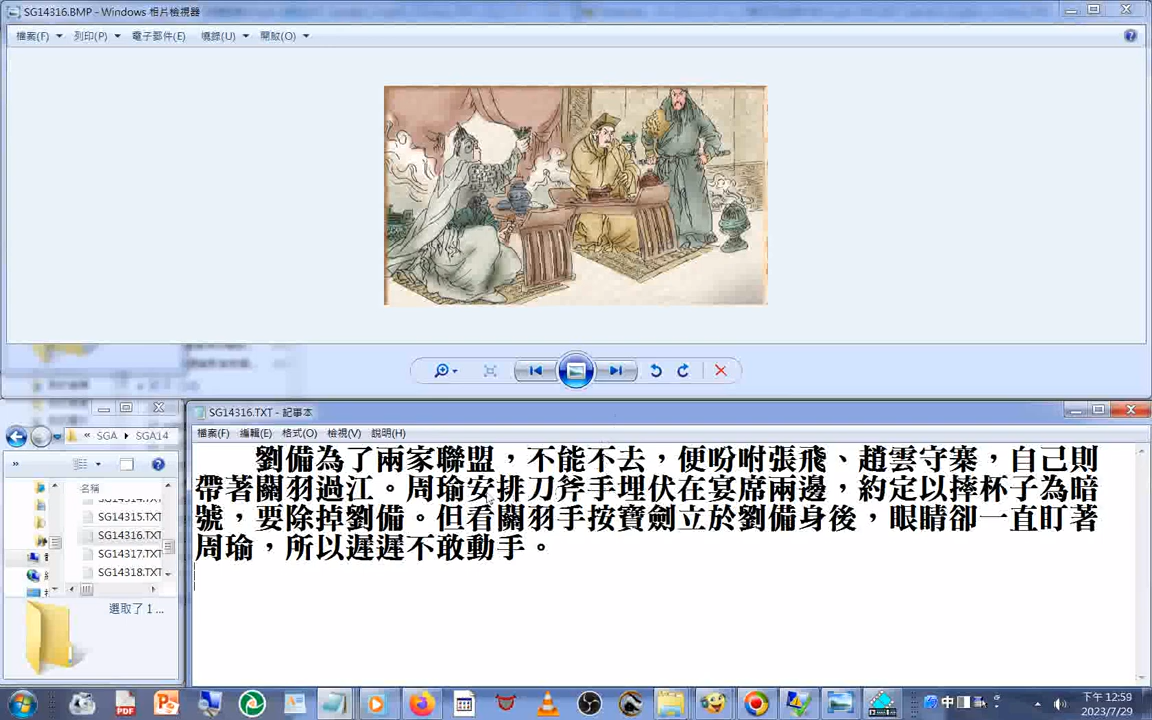 SG14316.BMP - Windows 相片檢視器
檔案(F) 列印(P) 電子郵件(E) 燒錄(U) 開啟(O)
SGA SGA14
名稱
SG14315.TXT
SG14316.TXT
SG14317.TXT
SG14318.TXT
選取了 1 ...
SG14316.TXT - 記事本
檔案(F) 編輯(E) 格式(O) 檢視(V) 說明(H)
劉備為了兩家聯盟，不能不去，便吩咐張飛、趙雲守寨，自己則
帶著關羽過江。周瑜安排刀斧手埋伏在宴席兩邊，約定以摔杯子為暗
號，要除掉劉備。但看關羽手按寶劍立於劉備身後，眼睛卻一直盯著
周瑜，所以遲遲不敢動手。
PDF
中
下午 12:59
2023/7/29